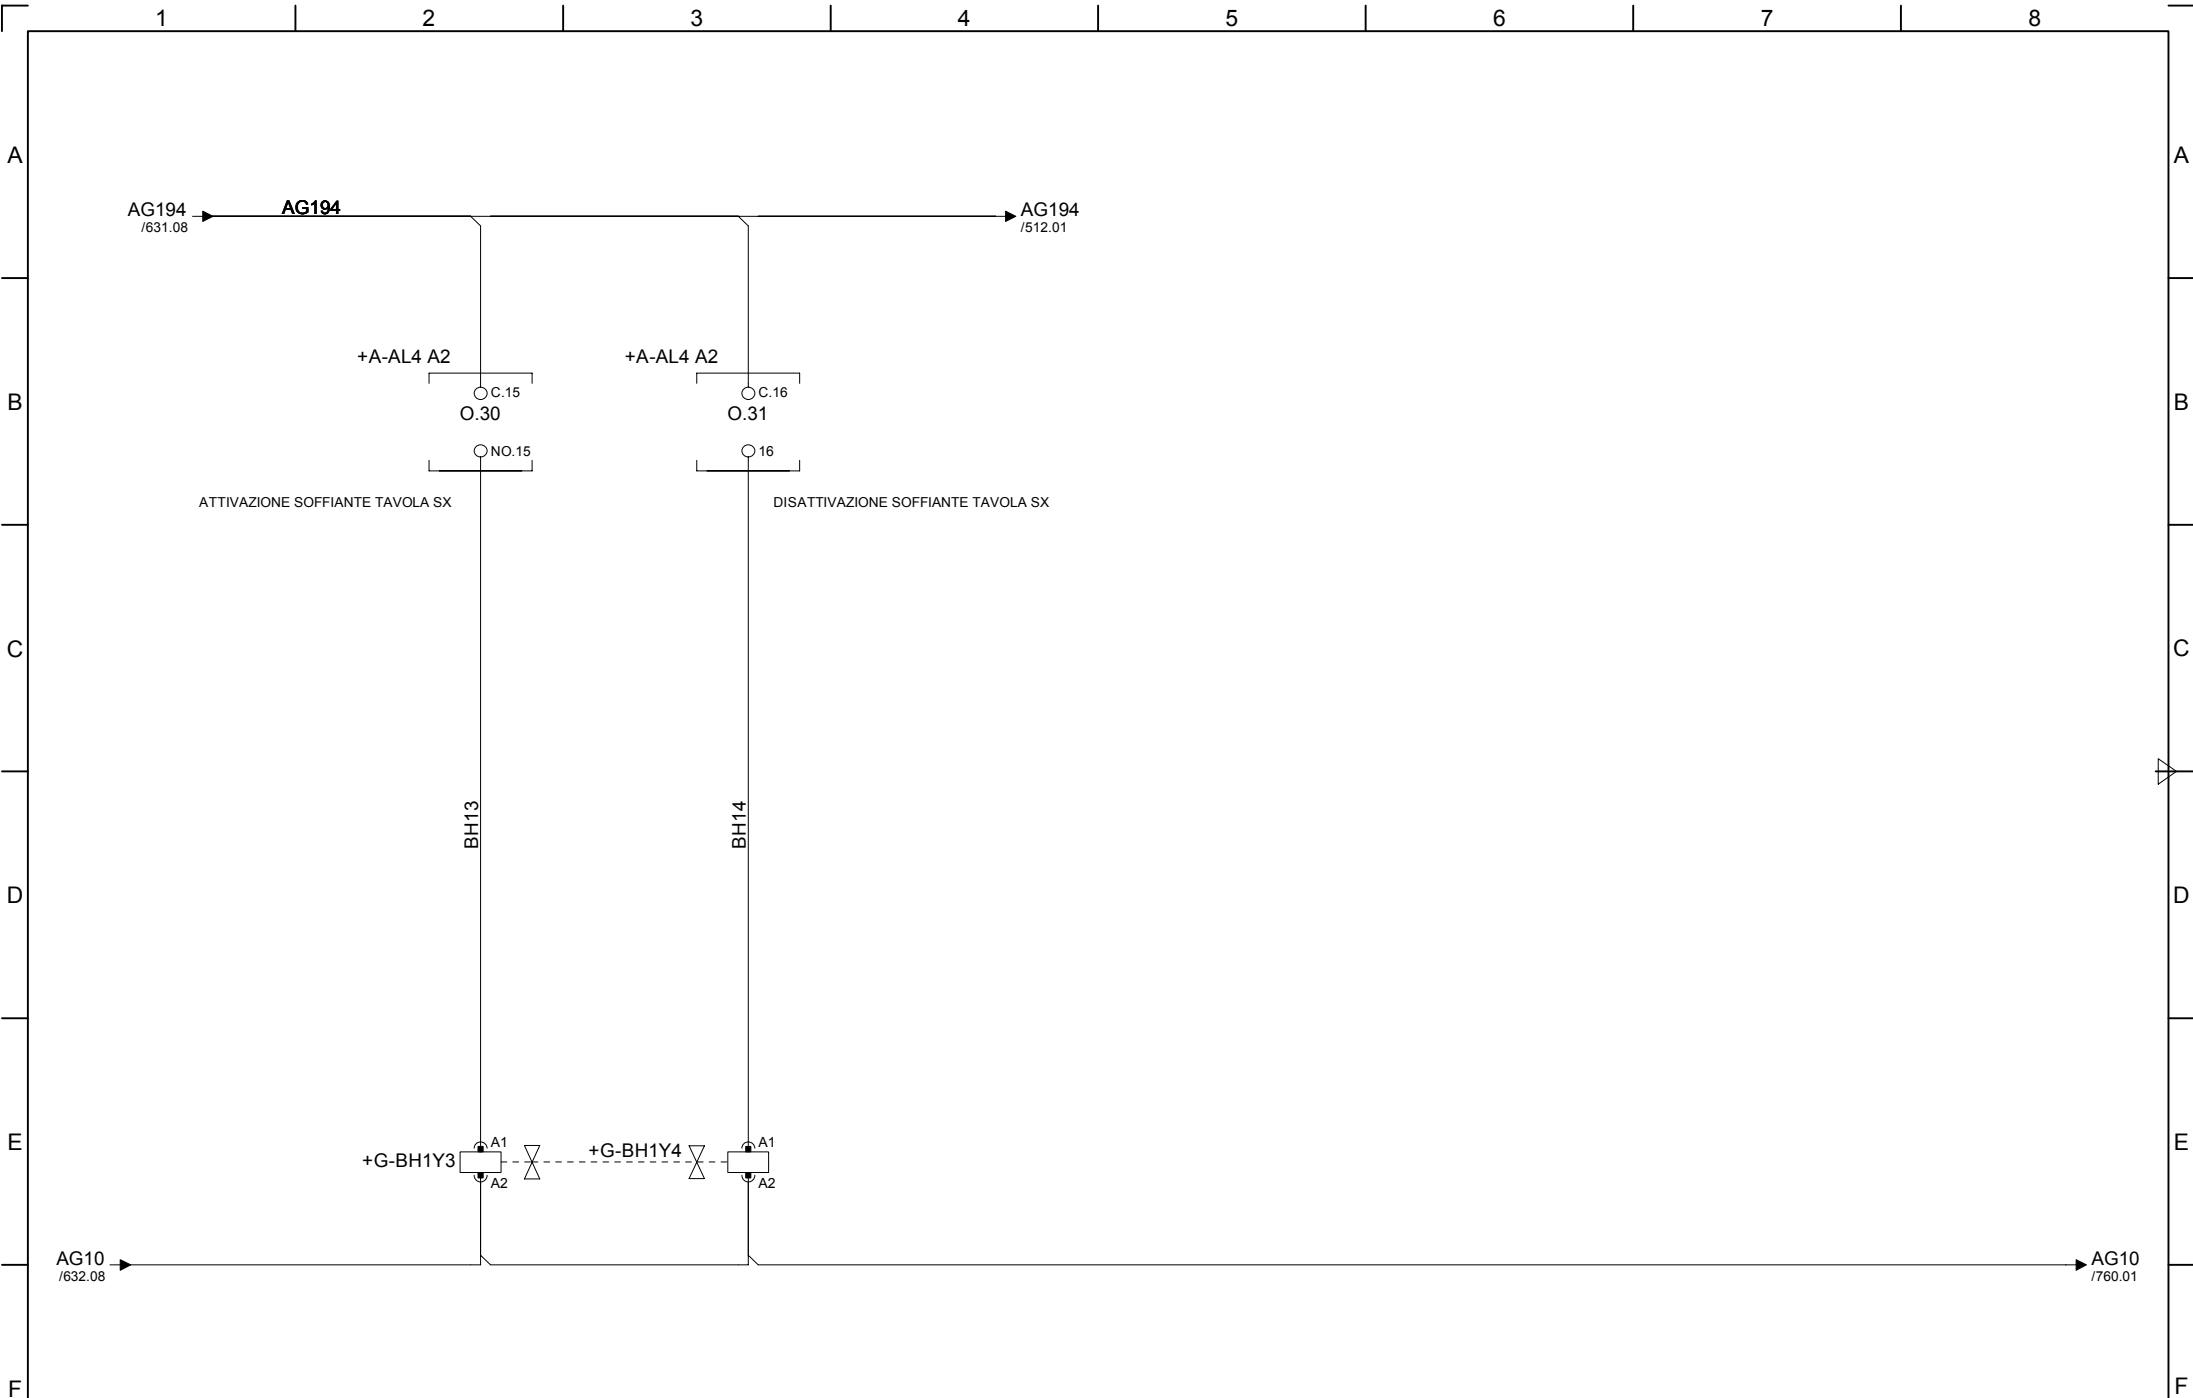 1 2 3 4 5 6 7 8
A A
AG194 AG194 AG194
/631.08 /512.01
+A-AL4 A2 +A-AL4 A2
C.15 C.16
B B
O.30 O.31
NO.15 16
ATTIVAZIONE SOFFIANTE TAVOLA SX DISATTIVAZIONE SOFFIANTE TAVOLA SX
C C
BH13 BH14
D D
E A1 A1 E
+G-BH1Y3 +G-BH1Y4
A2 A2
AG10 AG10
/632.08 /760.01
F F